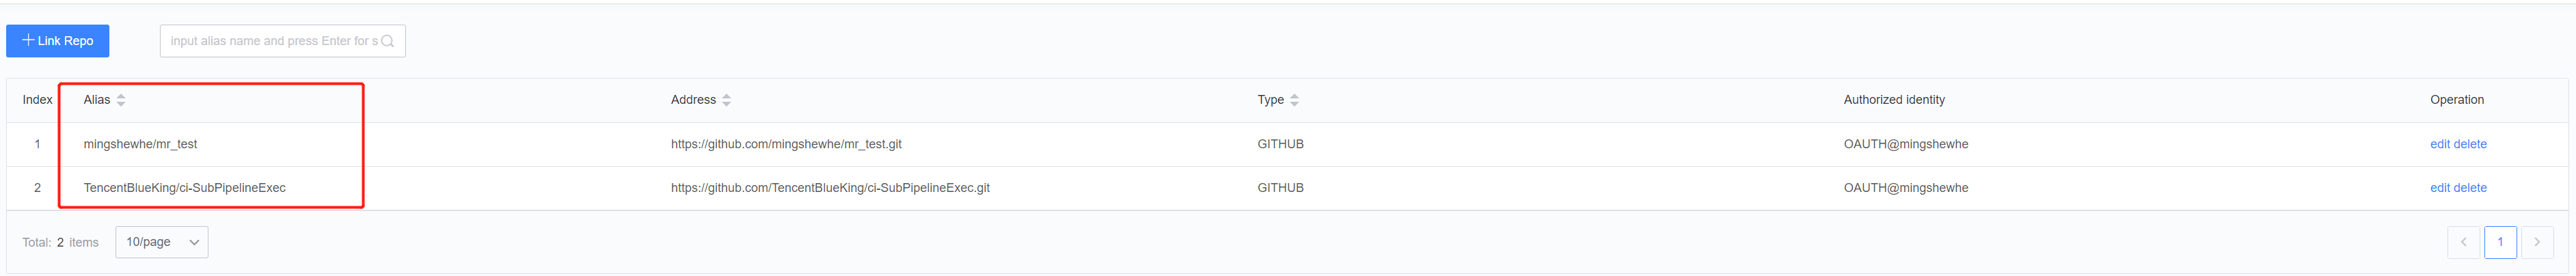 Link Repo
Input alias name and press Enter for s
Index Alias Address Type Authorized identity Operation
1 mingshewhe/mr_test https://github.com/mingshewhe/mr_test.git GITHUB OAUTH@mingshewhe edit delete
2 TencentBlueKing/ci-SubPipelineExec https://github.com/TencentBlueKing/ci-SubPipelineExec.git GITHUB OAUTH@mingshewhe edit delete
Total: 2 items 10/page 1